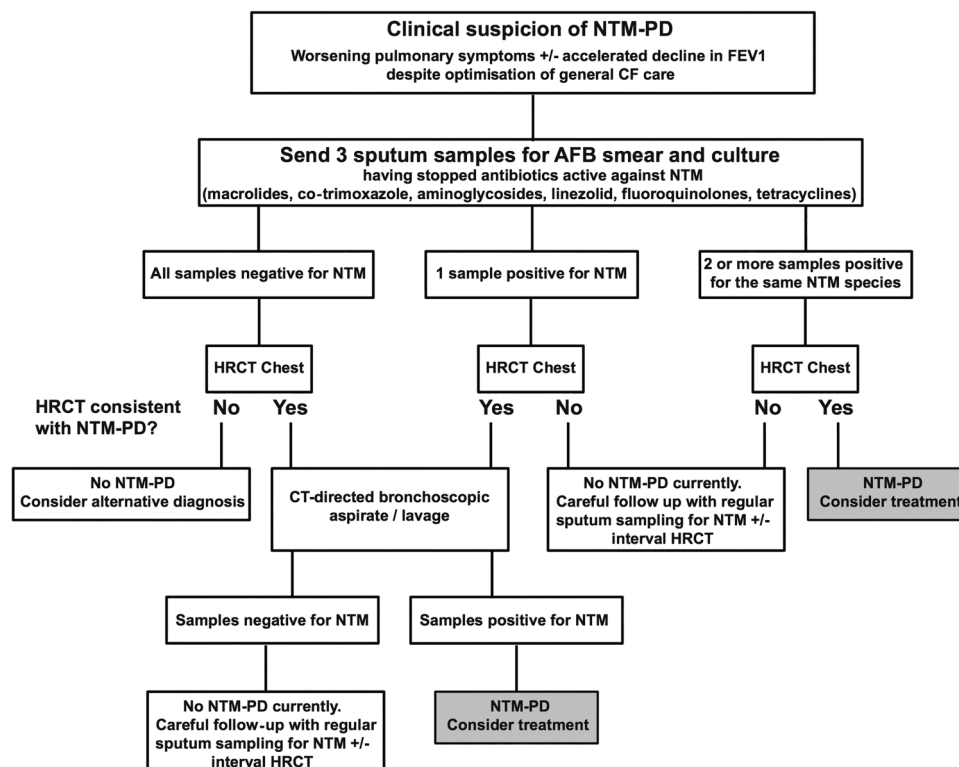 Clinical suspicion of NTM-PD
Worsening pulmonary symptoms +/- accelerated decline in FEV1
despite optimisation of general CF care
Send 3 sputum samples for AFB smear and culture
having stopped antibiotics active against NTM
(macrolides, co-trimoxazole, aminoglycosides, linezolid, fluoroquinolones, tetracyclines)
All samples negative for NTM
1 sample positive for NTM
2 or more samples positive
for the same NTM species
HRCT Chest
HRCT Chest
HRCT Chest
HRCT consistent
with NTM-PD?
No
Yes
Yes
No
No
Yes
No NTM-PD
Consider alternative diagnosis
CT-directed bronchoscopic
aspirate / lavage
No NTM-PD currently.
Careful follow up with regular
sputum sampling for NTM +/-
interval HRCT
NTM-PD
Consider treatment
Samples negative for NTM
Samples positive for NTM
No NTM-PD currently.
Careful follow-up with regular
sputum sampling for NTM +/-
interval HRCT
NTM-PD
Consider treatment